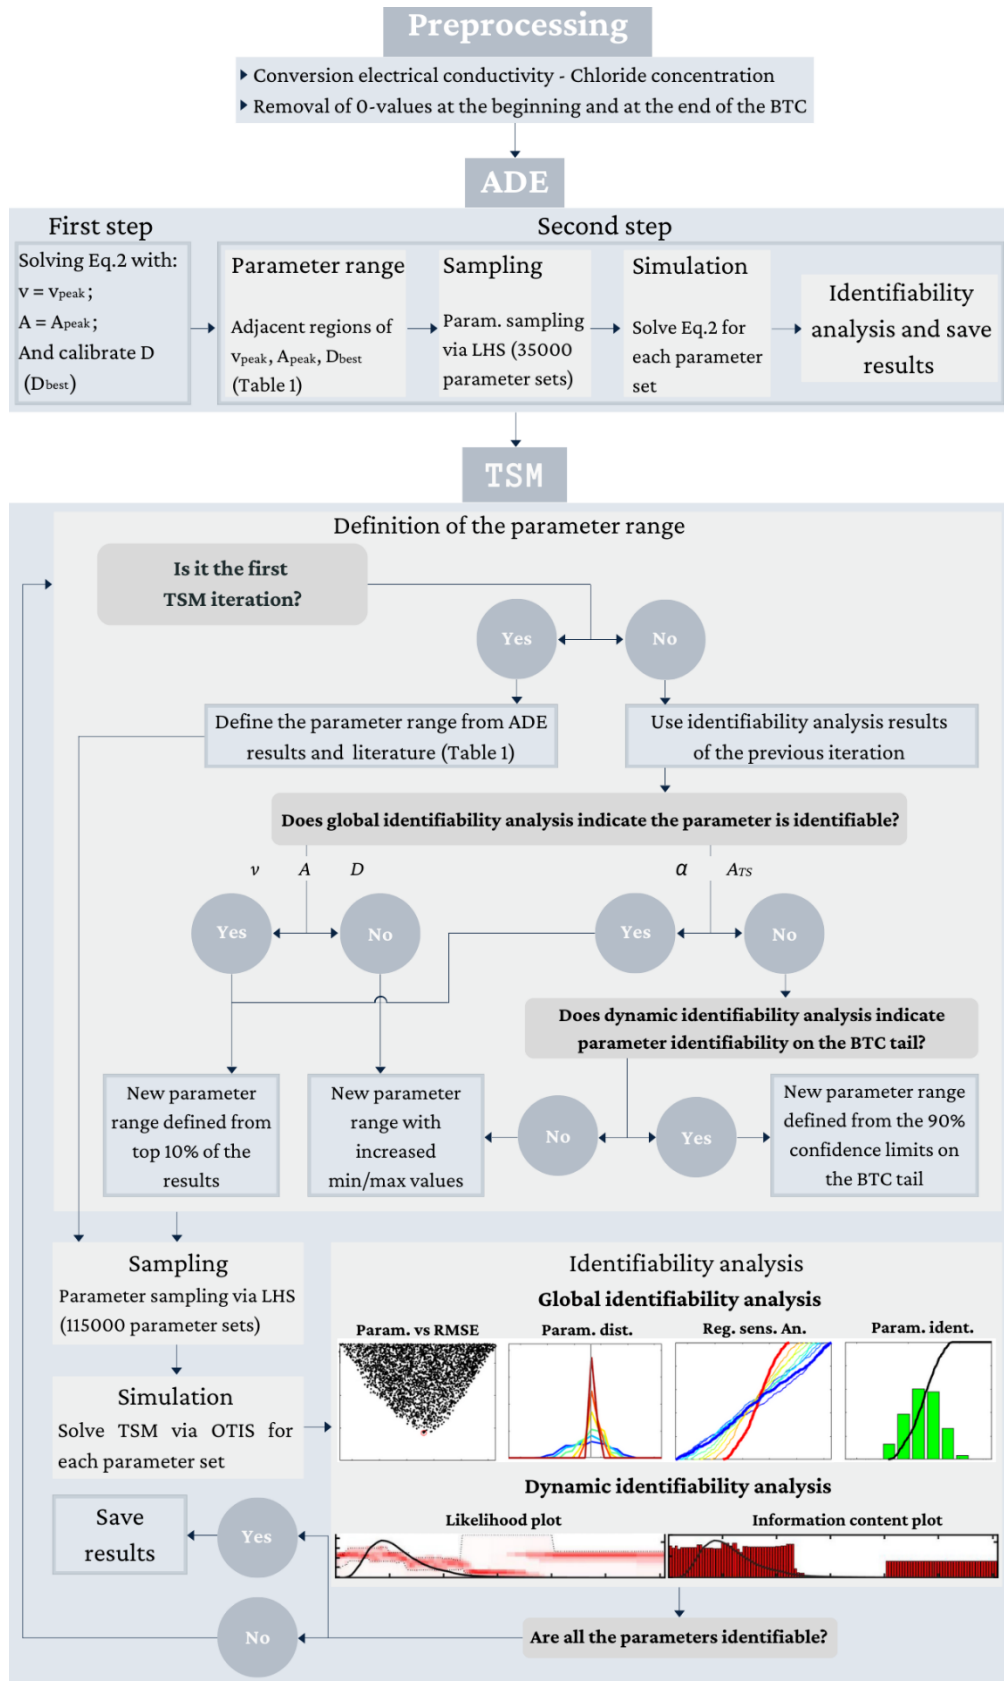 Preprocessing
Conversion electrical conductivity - Chloride concentration
Removal of 0-values at the beginning and at the end of the BTC
ADE
First step
Solving Eq.2 with:
v = vpeak;
A = Apeak;
And calibrate D
(Dbest)
Second step
Parameter range
Adjacent regions of
vpeak, Apeak, Dbest
(Table 1)
Sampling
Param. sampling
via LHS (35000
parameter sets)
Simulation
Solve Eq.2 for
each parameter
set
Identifiability
analysis and save
results
TSM
Definition of the parameter range
Is it the first
TSM iteration?
Yes
No
Define the parameter range from ADE
results and literature (Table 1)
Use identifiability analysis results
of the previous iteration
Does global identifiability analysis indicate the parameter is identifiable?
v A D
α ATS
Yes
No
Yes
No
Does dynamic identifiability analysis indicate
parameter identifiability on the BTC tail?
New parameter
range defined from
top 10% of the
results
New parameter
range with
increased
min/max values
No
Yes
New parameter range
defined from the 90%
confidence limits on
the BTC tail
Sampling
Parameter sampling via LHS
(115000 parameter sets)
Simulation
Solve TSM via OTIS for
each parameter set
Identifiability analysis
Global identifiability analysis
Param. vs RMSE
Param. dist.
Reg. sens. An.
Param. ident.
Dynamic identifiability analysis
Likelihood plot
Information content plot
Save
results
Yes
No
Are all the parameters identifiable?